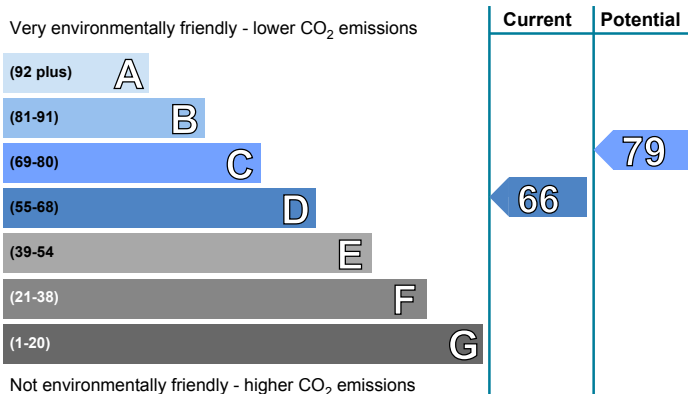 Very environmentally friendly - lower CO2 emissions
Current
Potential
(92 plus) A
(81-91) B
(69-80) C
79
(55-68) D
66
(39-54 E
(21-38) F
(1-20) G
Not environmentally friendly - higher CO2 emissions